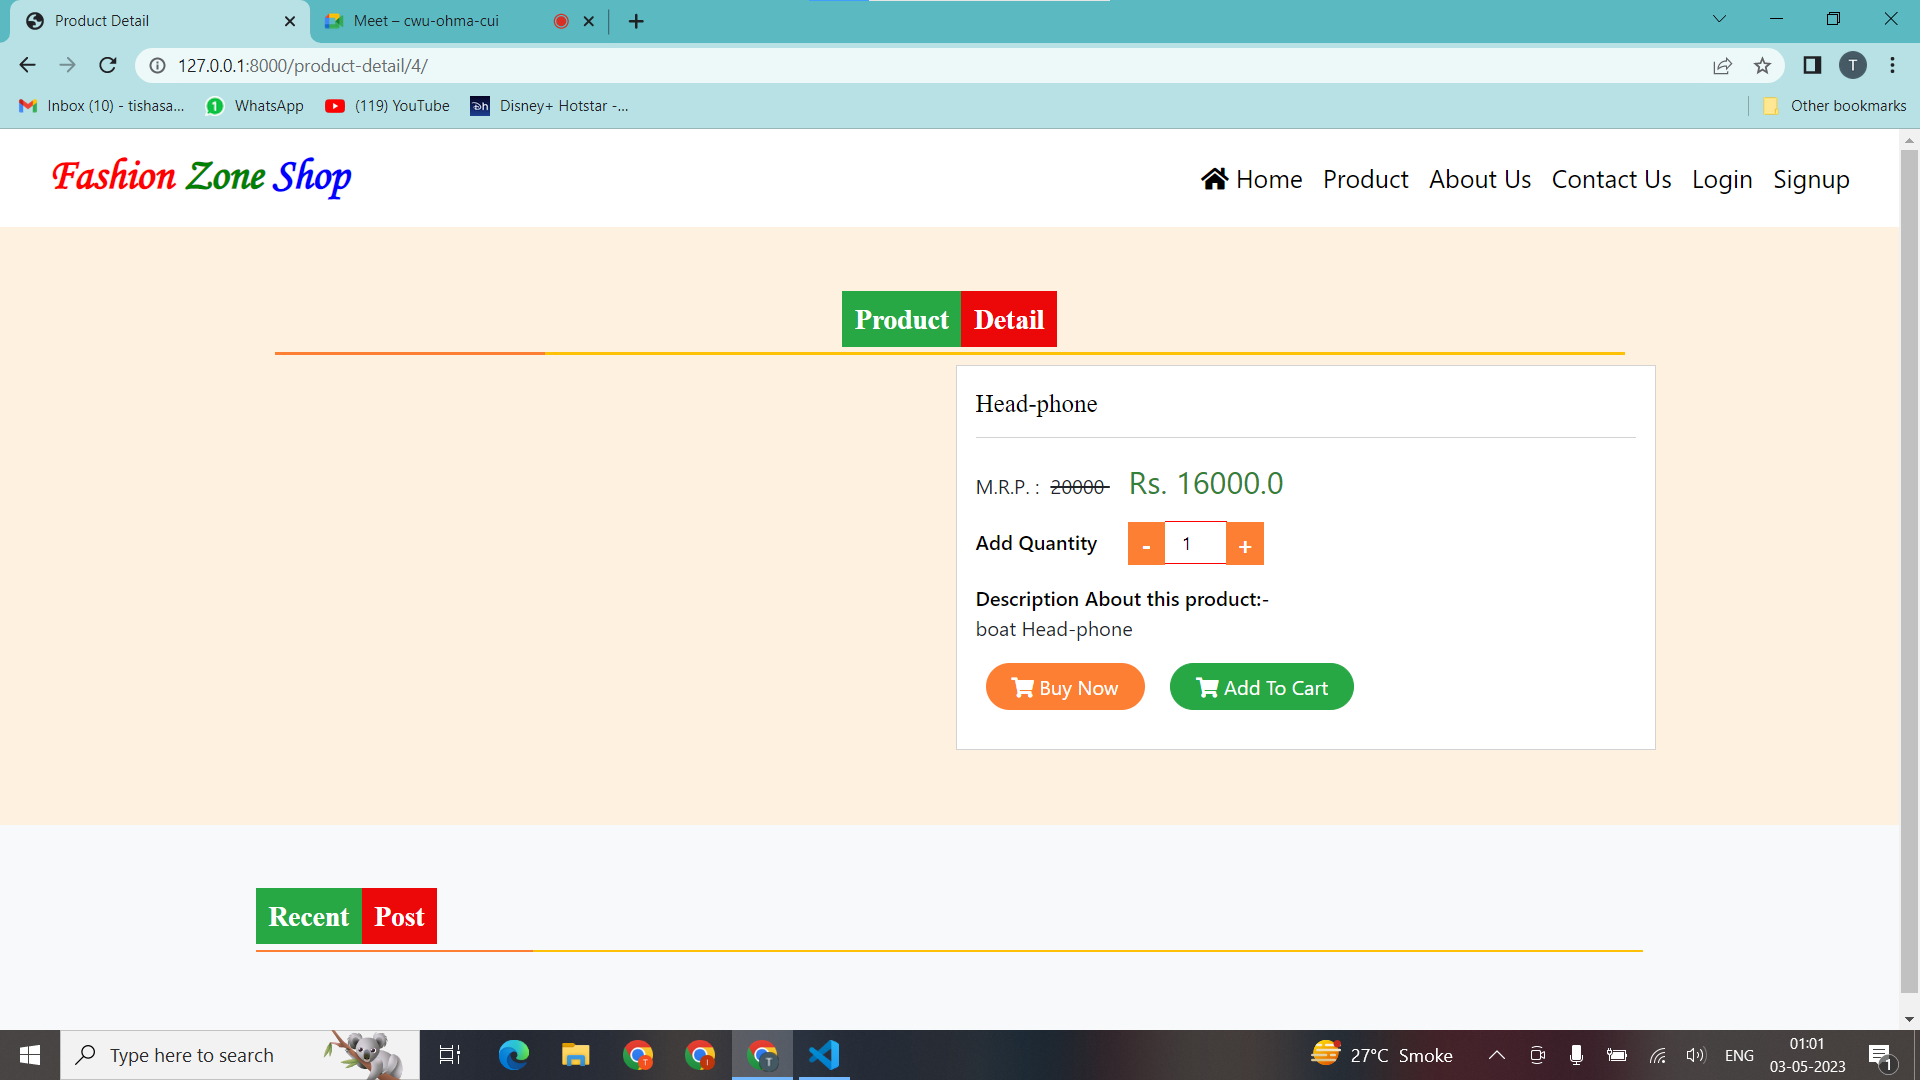 Product Detail
Meet – cwu-ohma-cui
127.0.0.1:8000/product-detail/4/
T
Inbox (10) - tishasa...
WhatsApp
(119) YouTube
Disney+ Hotstar -...
Other bookmarks
Fashion Zone Shop
Home
Product
About Us
Contact Us
Login
Signup
Product Detail
Head-phone
M.R.P. : 20000 Rs. 16000.0
Add Quantity - 1 +
Description About this product:-
boat Head-phone
Buy Now
Add To Cart
Recent Post
Type here to search
27°C Smoke
ENG
01:01
03-05-2023
1